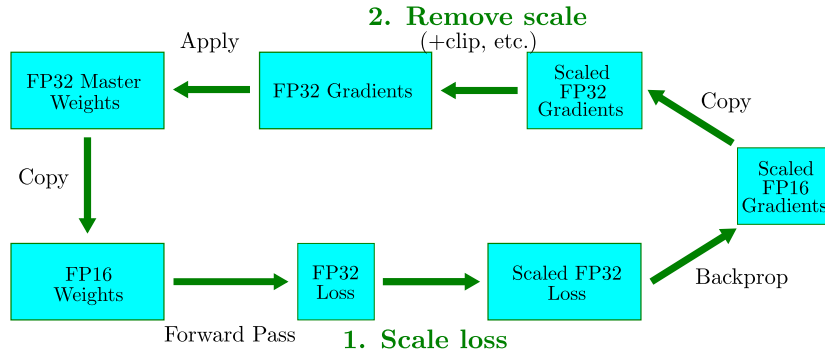 2. Remove scale
(+clip, etc.)
Apply
FP32 Master
Weights
FP32 Gradients
Scaled
FP32
Gradients
Copy
Copy
Scaled
FP16
Gradients
FP16
Weights
FP32
Loss
Scaled FP32
Loss
Backprop
Forward Pass
1. Scale loss